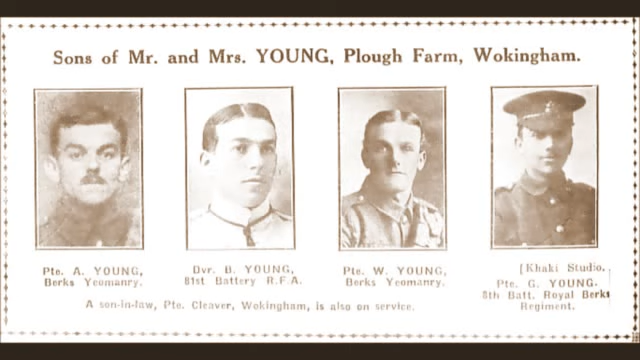 Sons of Mr. and Mrs. YOUNG, Plough Farm, Wokingham.
Pte. A. YOUNG,
Berks Yeomanry.
Dvr. B. YOUNG,
81st Battery R.F.A.
Pte. W. YOUNG,
Berks Yeomanry.
[Khaki Studio.
Pte. G. YOUNG.
8th Batt. Royal Berks
Regiment.
A son-in-law, Pte. Cleaver, Wokingham, is also on service.